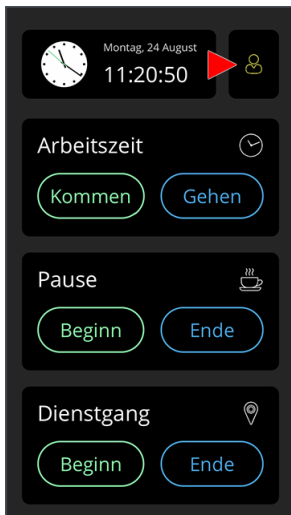 Montag, 24 August
11:20:50
Arbeitszeit
Kommen Gehen
Pause
Beginn Ende
Dienstgang
Beginn Ende